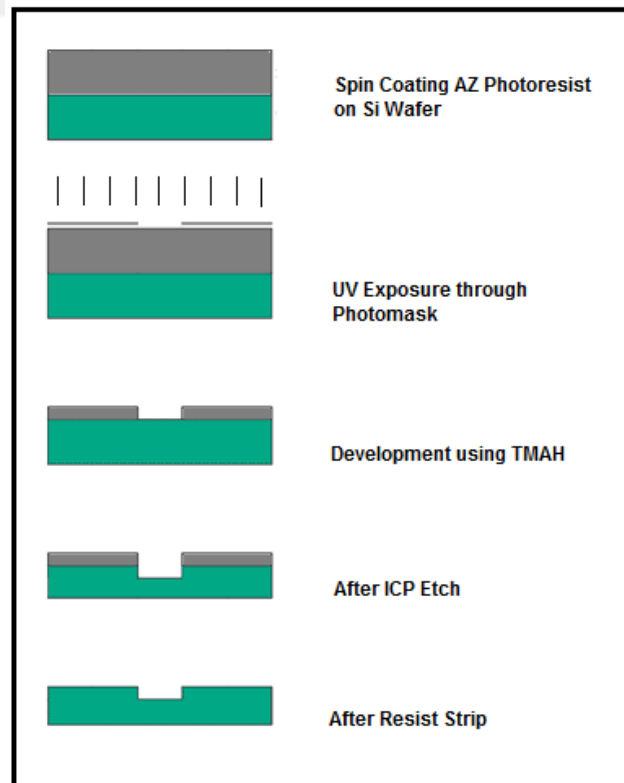 Spin Coating AZ Photoresist
on Si Wafer
UV Exposure through
Photomask
Development using TMAH
After ICP Etch
After Resist Strip